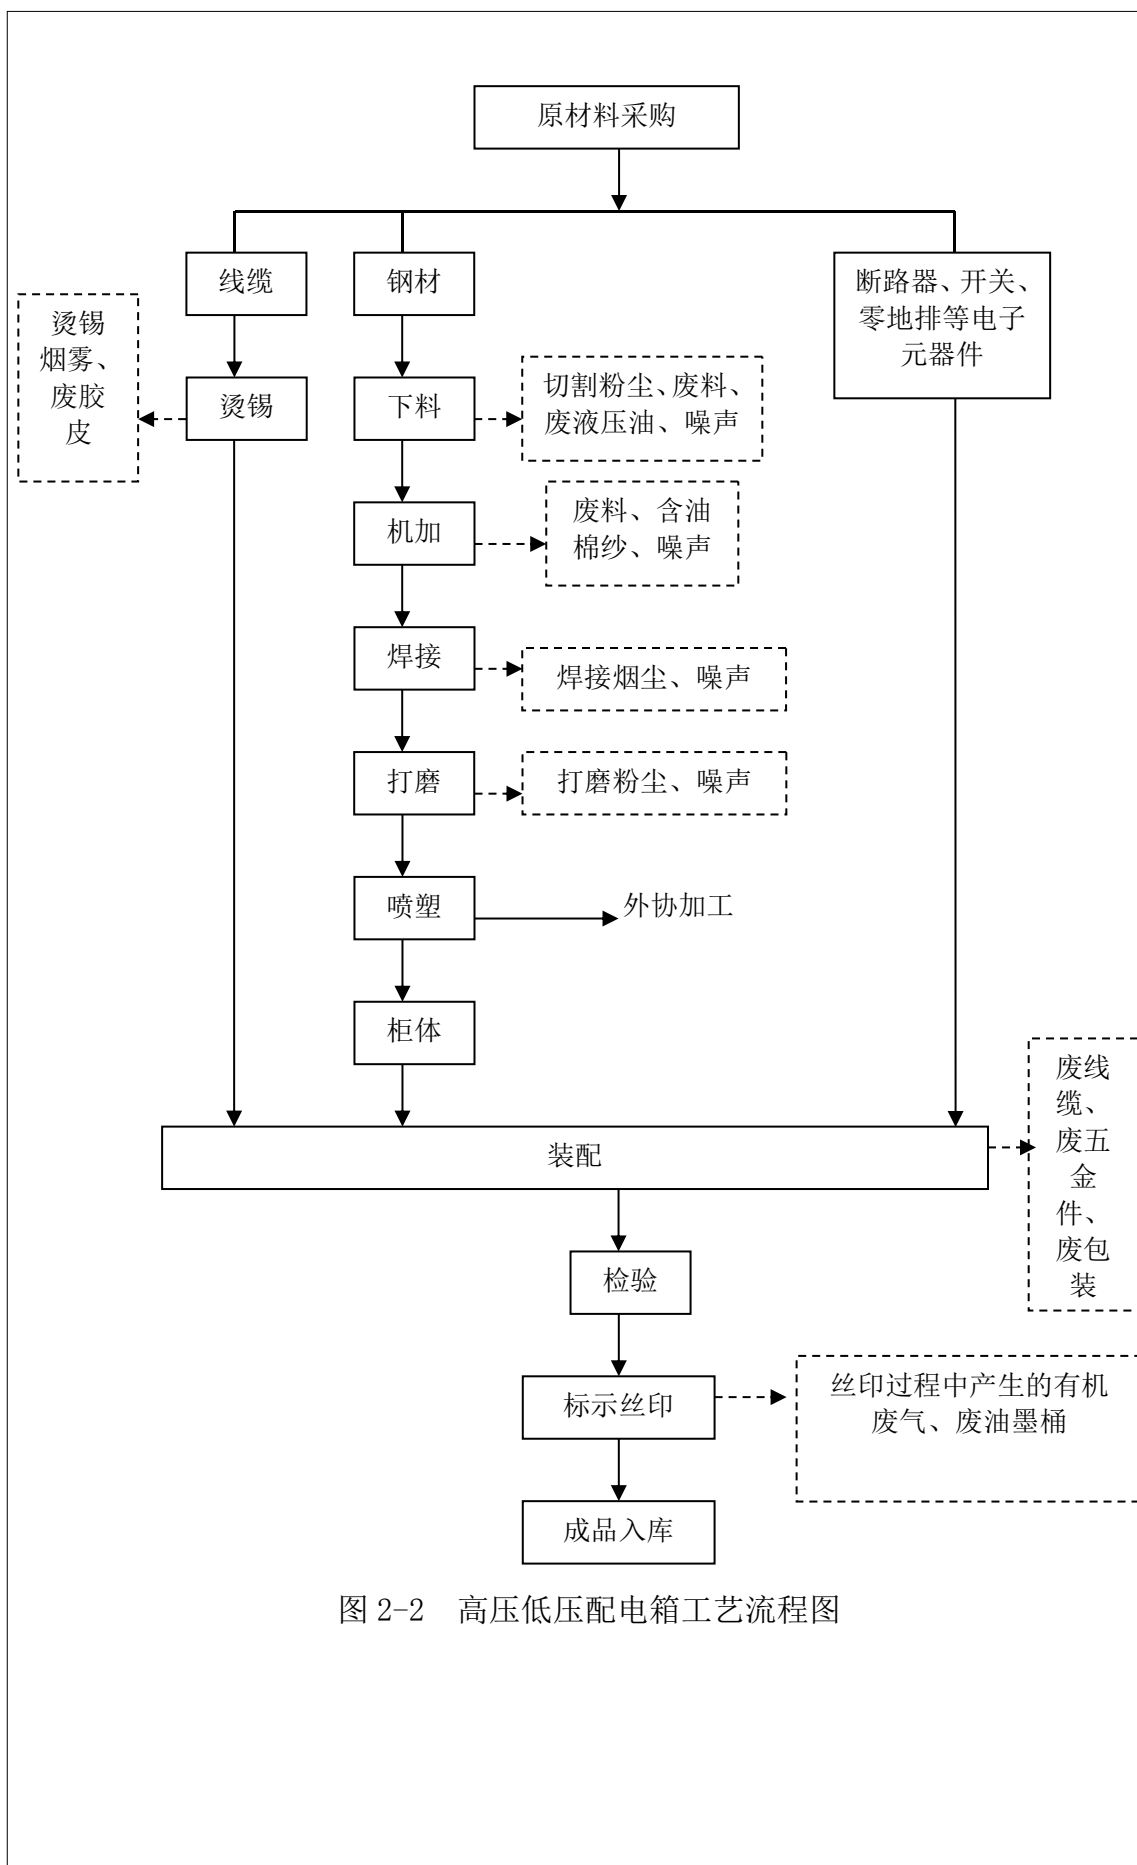 原材料采购
线缆
钢材
断路器、开关、
零地排等电子
元器件
烫锡
烟雾、
废胶
皮
烫锡
下料
切割粉尘、废料、
废液压油、噪声
机加
废料、含油
棉纱、噪声
焊接
焊接烟尘、噪声
打磨
打磨粉尘、噪声
喷塑
外协加工
柜体
装配
废线
缆、
废五
金
件、
废包
装
检验
标示丝印
丝印过程中产生的有机
废气、废油墨桶
成品入库
图 2-2 高压低压配电箱工艺流程图